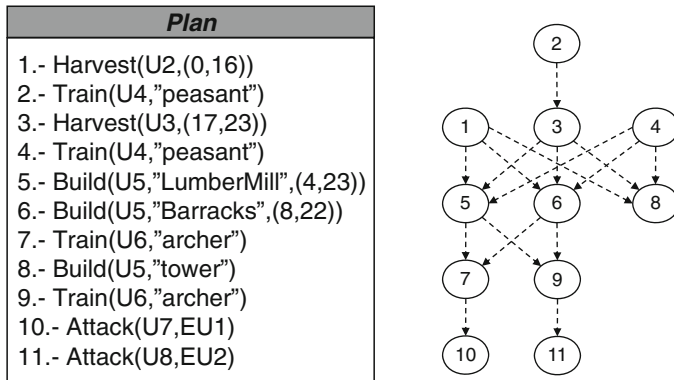 Plan
1.- Harvest(U2,(0,16))
2.- Train(U4,”peasant”)
3.- Harvest(U3,(17,23))
4.- Train(U4,”peasant”)
5.- Build(U5,”LumberMill”,(4,23))
6.- Build(U5,”Barracks”,(8,22))
7.- Train(U6,”archer”)
8.- Build(U5,”tower”)
9.- Train(U6,”archer”)
10.- Attack(U7,EU1)
11.- Attack(U8,EU2)
2
1 3 4
5 6 8
7 9
10 11